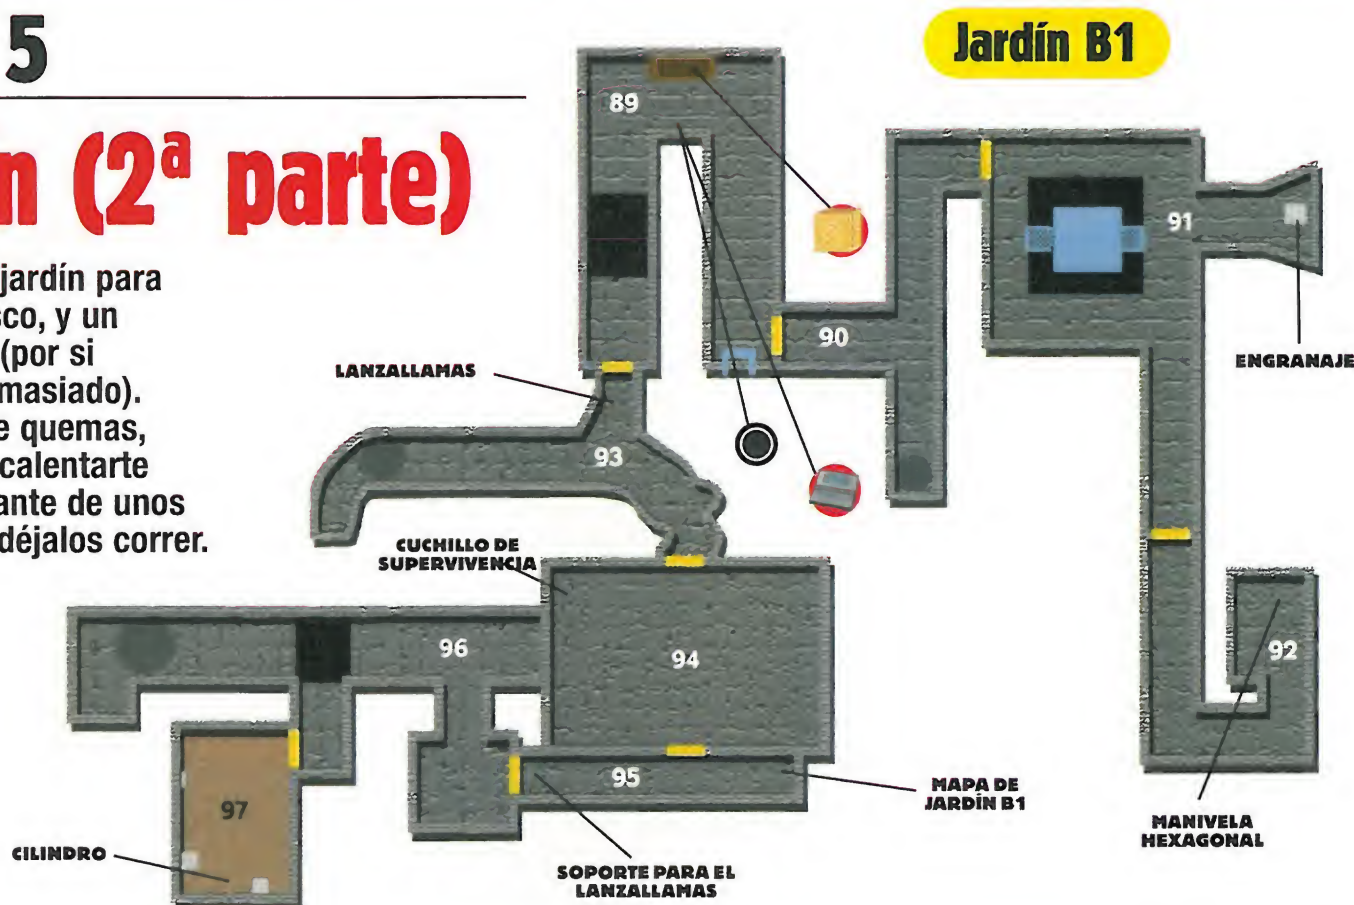 5
n (2ª parte)
jardín para
sco, y un
(por si
masiado).
e quemas,
calentarte
ante de unos
déjalos correr.
Jardín B1
89
90
91
ENGRANAJE
LANZALLAMAS
93
CUCHILLO DE
SUPERVIVENCIA
96
94
92
95
97
MAPA DE
JARDÍN B1
MANIVELA
HEXAGONAL
CILINDRO
SOPORTE PARA EL
LANZALLAMAS